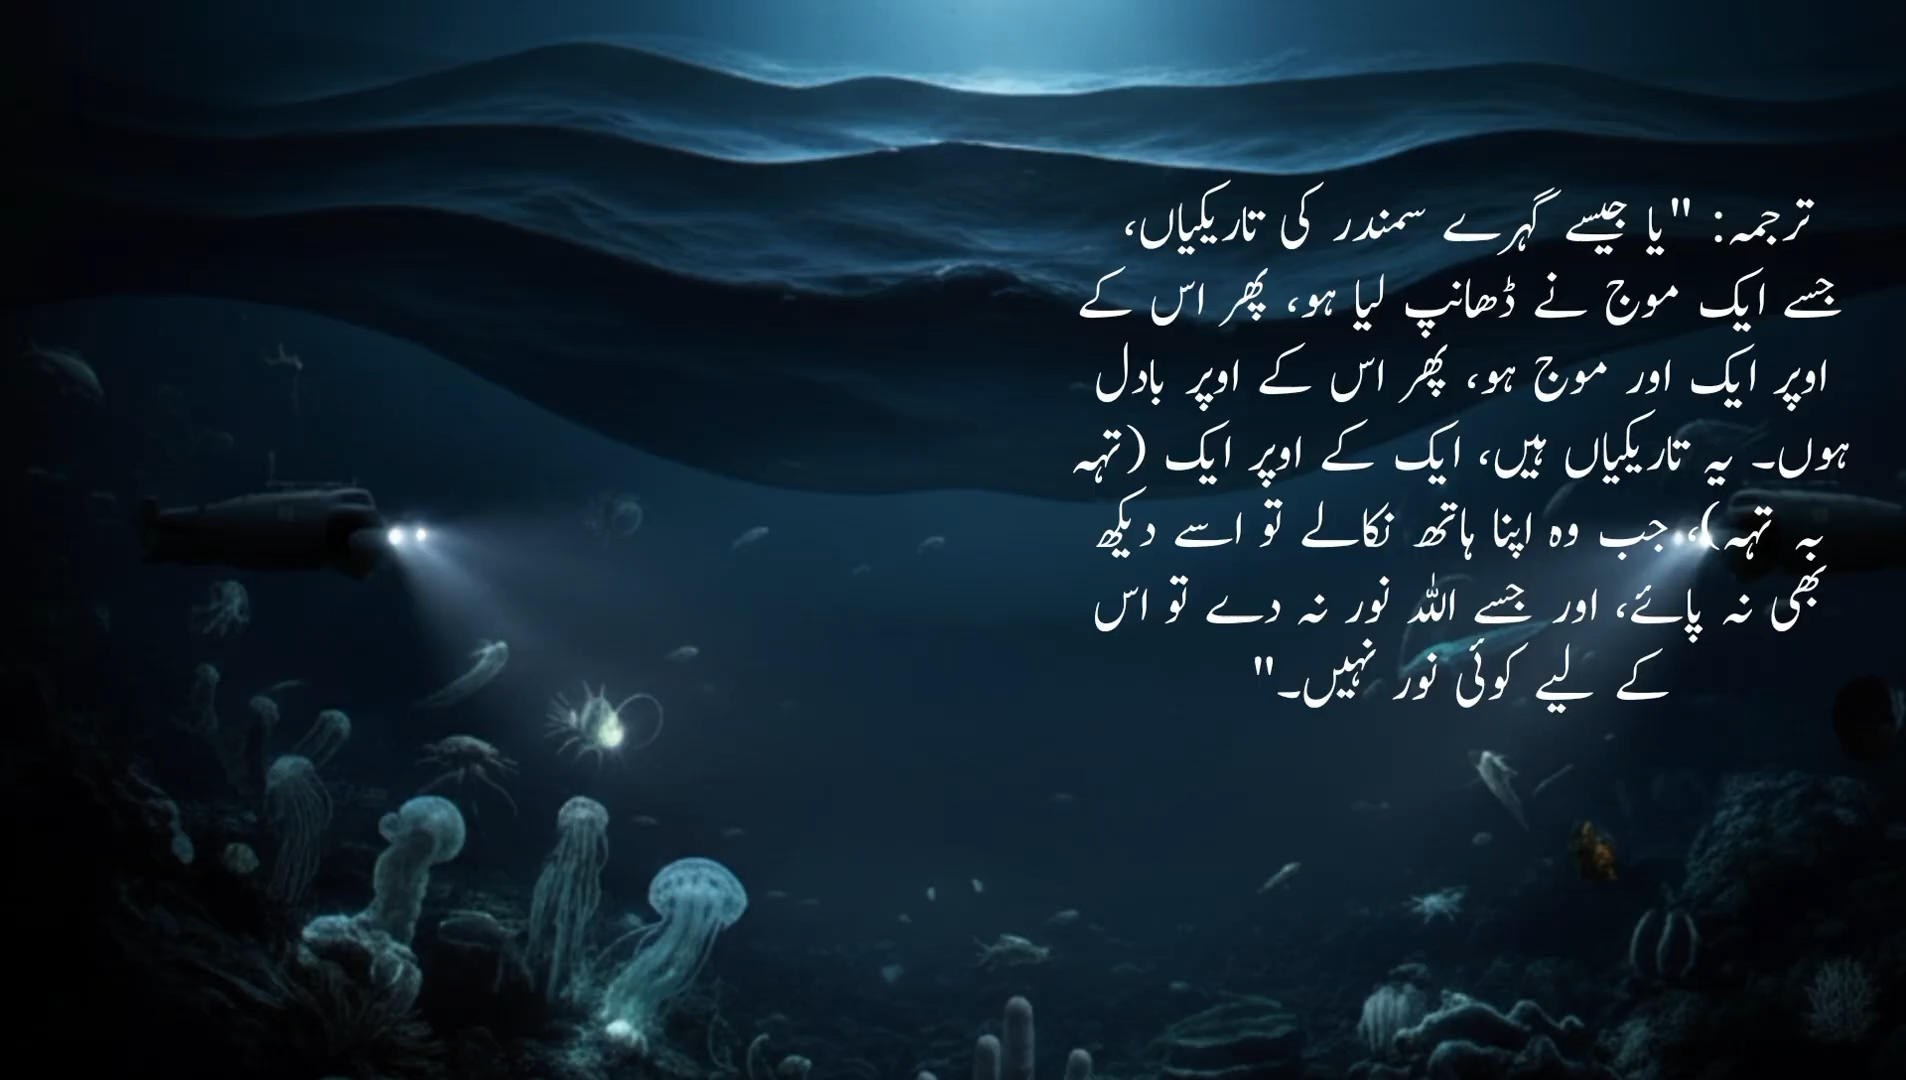 ترجمہ: "یا جیسے گہرے سمندر کی تاریکیاں،
جسے ایک موج نے ڈھانپ لیا ہو، پھر اس کے
اوپر ایک اور موج ہو، پھر اس کے اوپر بادل
ہوں۔ یہ تاریکیاں ہیں، ایک کے اوپر ایک (تہہ
بہ تہہ)، جب وہ اپنا ہاتھ نکالے تو اسے دیکھ
بھی نہ پائے، اور جسے اللہ نور نہ دے تو اس
کے لیے کوئی نور نہیں۔"